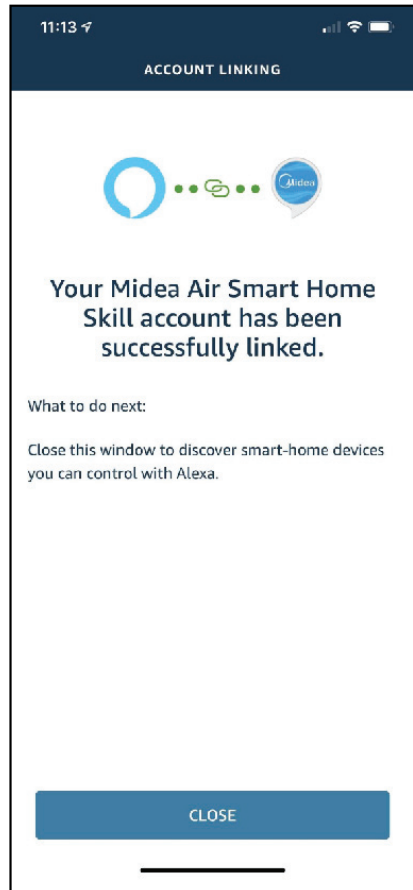 11:13
ACCOUNT LINKING
Midea
Your Midea Air Smart Home
Skill account has been
successfully linked.
What to do next:
Close this window to discover smart-home devices
you can control with Alexa.
CLOSE